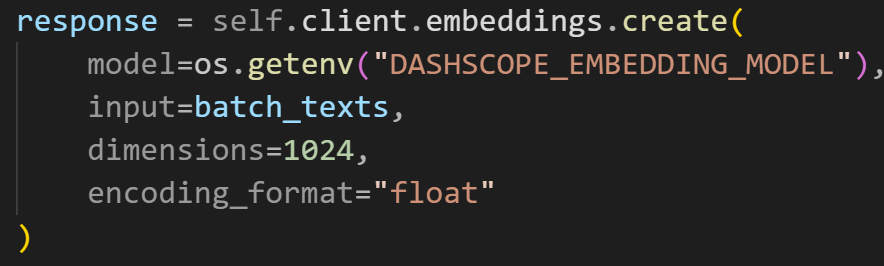 response = self.client.embeddings.create(
    model=os.getenv("DASHSCOPE_EMBEDDING_MODEL"),
    input=batch_texts,
    dimensions=1024,
    encoding_format="float"
)